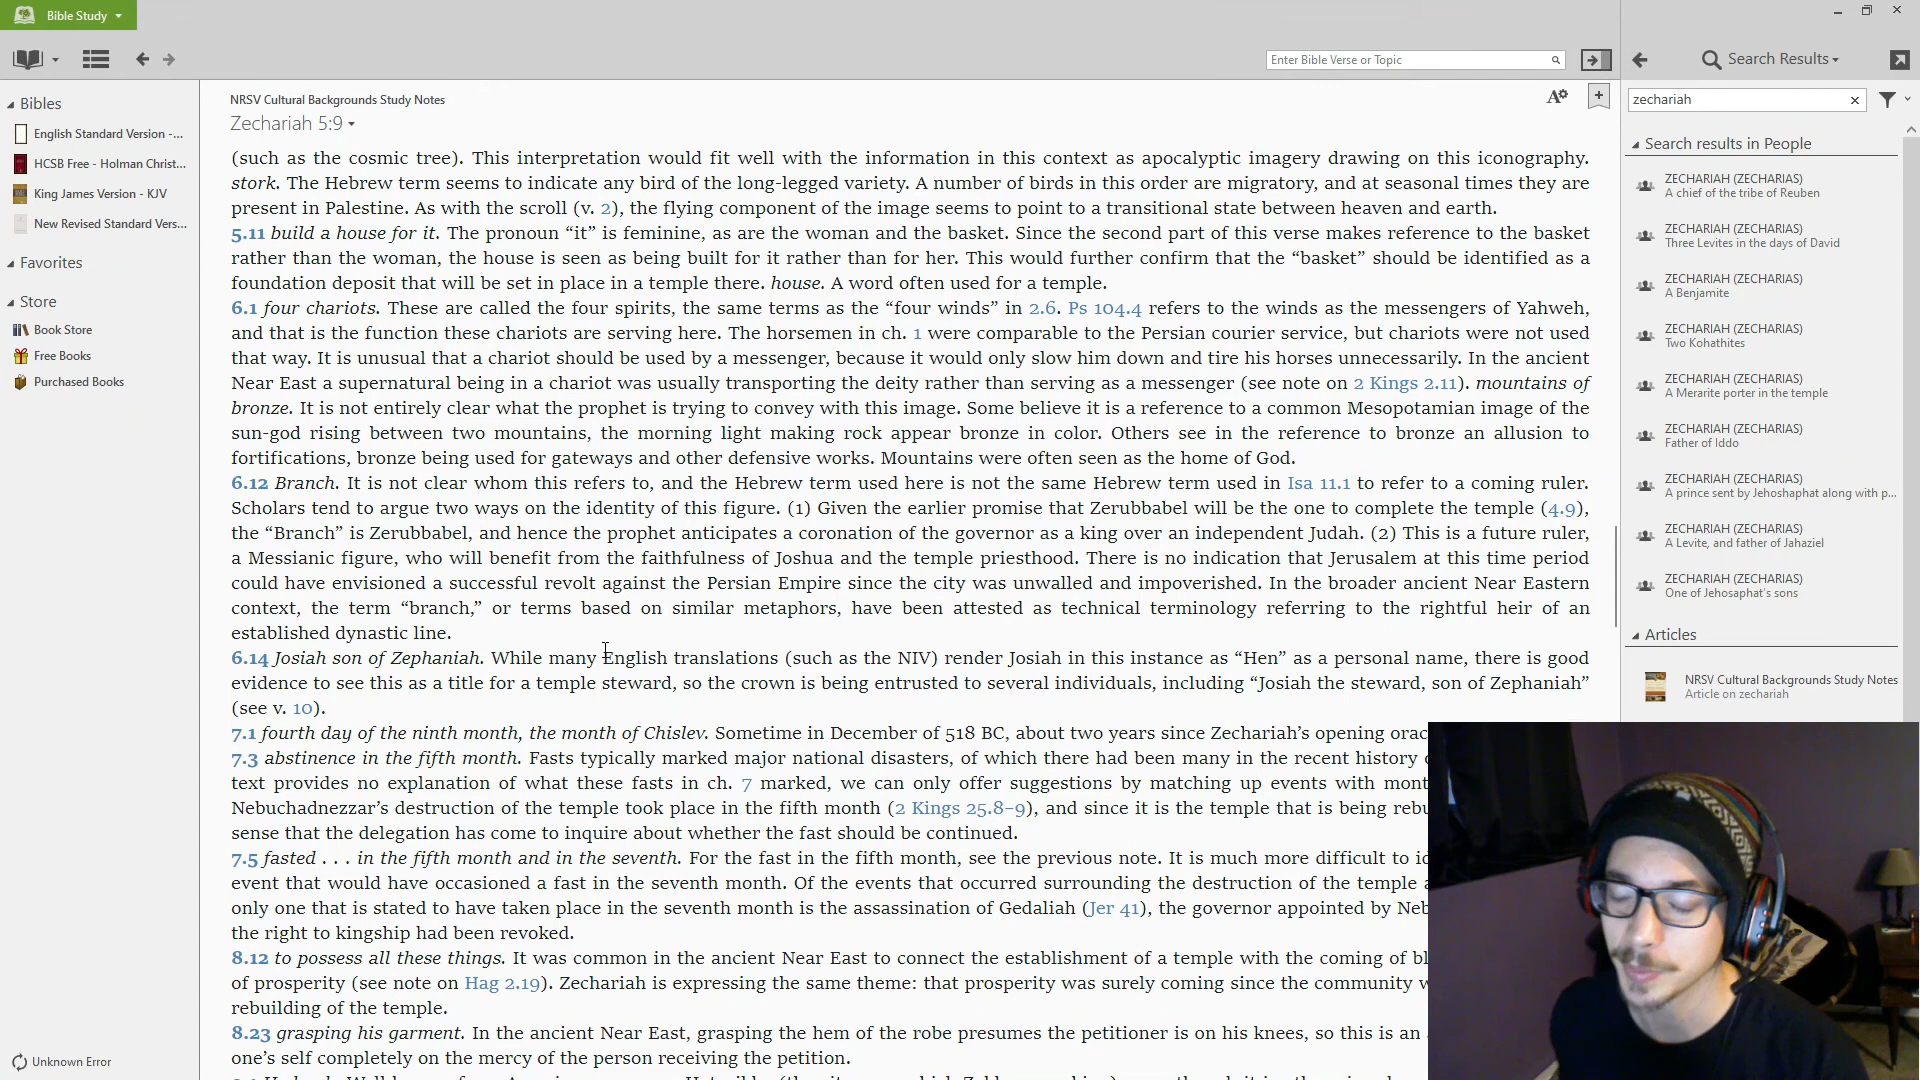 Bible Study
Enter Bible Verse or Topic
Search Results
Bibles
English Standard Version -...
HCSB Free - Holman Christ...
King James Version - KJV
New Revised Standard Vers...
Favorites
Store
Book Store
Free Books
Purchased Books
Unknown Error
NRSV Cultural Backgrounds Study Notes
Zechariah 5:9
(such as the cosmic tree). This interpretation would fit well with the information in this context as apocalyptic imagery drawing on this iconography.
stork. The Hebrew term seems to indicate any bird of the long-legged variety. A number of birds in this order are migratory, and at seasonal times they are
present in Palestine. As with the scroll (v. 2), the flying component of the image seems to point to a transitional state between heaven and earth.
5.11 build a house for it. The pronoun “it” is feminine, as are the woman and the basket. Since the second part of this verse makes reference to the basket
rather than the woman, the house is seen as being built for it rather than for her. This would further confirm that the “basket” should be identified as a
foundation deposit that will be set in place in a temple there. house. A word often used for a temple.
6.1 four chariots. These are called the four spirits, the same terms as the “four winds” in 2.6. Ps 104.4 refers to the winds as the messengers of Yahweh,
and that is the function these chariots are serving here. The horsemen in ch. 1 were comparable to the Persian courier service, but chariots were not used
that way. It is unusual that a chariot should be used by a messenger, because it would only slow him down and tire his horses unnecessarily. In the ancient
Near East a supernatural being in a chariot was usually transporting the deity rather than serving as a messenger (see note on 2 Kings 2.11). mountains of
bronze. It is not entirely clear what the prophet is trying to convey with this image. Some believe it is a reference to a common Mesopotamian image of the
sun-god rising between two mountains, the morning light making rock appear bronze in color. Others see in the reference to bronze an allusion to
fortifications, bronze being used for gateways and other defensive works. Mountains were often seen as the home of God.
6.12 Branch. It is not clear whom this refers to, and the Hebrew term used here is not the same Hebrew term used in Isa 11.1 to refer to a coming ruler.
Scholars tend to argue two ways on the identity of this figure. (1) Given the earlier promise that Zerubbabel will be the one to complete the temple (4.9),
the “Branch” is Zerubbabel, and hence the prophet anticipates a coronation of the governor as a king over an independent Judah. (2) This is a future ruler,
a Messianic figure, who will benefit from the faithfulness of Joshua and the temple priesthood. There is no indication that Jerusalem at this time period
could have envisioned a successful revolt against the Persian Empire since the city was unwalled and impoverished. In the broader ancient Near Eastern
context, the term “branch,” or terms based on similar metaphors, have been attested as technical terminology referring to the rightful heir of an
established dynastic line.
6.14 Josiah son of Zephaniah. While many English translations (such as the NIV) render Josiah in this instance as “Hen” as a personal name, there is good
evidence to see this as a title for a temple steward, so the crown is being entrusted to several individuals, including “Josiah the steward, son of Zephaniah”
(see v. 10).
7.1 fourth day of the ninth month, the month of Chislev. Sometime in December of 518 BC, about two years since Zechariah’s opening orac
7.3 abstinence in the fifth month. Fasts typically marked major national disasters, of which there had been many in the recent history
text provides no explanation of what these fasts in ch. 7 marked, we can only offer suggestions by matching up events with mont
Nebuchadnezzar’s destruction of the temple took place in the fifth month (2 Kings 25.8–9), and since it is the temple that is being rebu
sense that the delegation has come to inquire about whether the fast should be continued.
7.5 fasted . . . in the fifth month and in the seventh. For the fast in the fifth month, see the previous note. It is much more difficult to
event that would have occasioned a fast in the seventh month. Of the events that occurred surrounding the destruction of the temple
only one that is stated to have taken place in the seventh month is the assassination of Gedaliah (Jer 41), the governor appointed by Neb
the right to kingship had been revoked.
8.12 to possess all these things. It was common in the ancient Near East to connect the establishment of a temple with the coming of
of prosperity (see note on Hag 2.19). Zechariah is expressing the same theme: that prosperity was surely coming since the community
rebuilding of the temple.
8.23 grasping his garment. In the ancient Near East, grasping the hem of the robe presumes the petitioner is on his knees, so this is an
one’s self completely on the mercy of the person receiving the petition.
zechariah
Search results in People
ZECHARIAH (ZECHARIAS)
A chief of the tribe of Reuben
ZECHARIAH (ZECHARIAS)
Three Levites in the days of David
ZECHARIAH (ZECHARIAS)
A Benjamite
ZECHARIAH (ZECHARIAS)
Two Kohathites
ZECHARIAH (ZECHARIAS)
A Merarite porter in the temple
ZECHARIAH (ZECHARIAS)
Father of Iddo
ZECHARIAH (ZECHARIAS)
A prince sent by Jehoshaphat along with p...
ZECHARIAH (ZECHARIAS)
A Levite, and father of Jahaziel
ZECHARIAH (ZECHARIAS)
One of Jehosaphat's sons
Articles
NRSV Cultural Backgrounds Study Notes
Article on zechariah